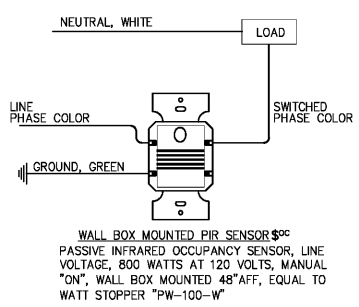 NEUTRAL, WHITE
LOAD
LINE
PHASE COLOR
SWITCHED
PHASE COLOR
GROUND, GREEN
WALL BOX MOUNTED PIR SENSOR $OC
PASSIVE INFRARED OCCUPANCY SENSOR, LINE
VOLTAGE, 800 WATTS AT 120 VOLTS, MANUAL
"ON", WALL BOX MOUNTED 48"AFF, EQUAL TO
WATT STOPPER "PW-100-W"